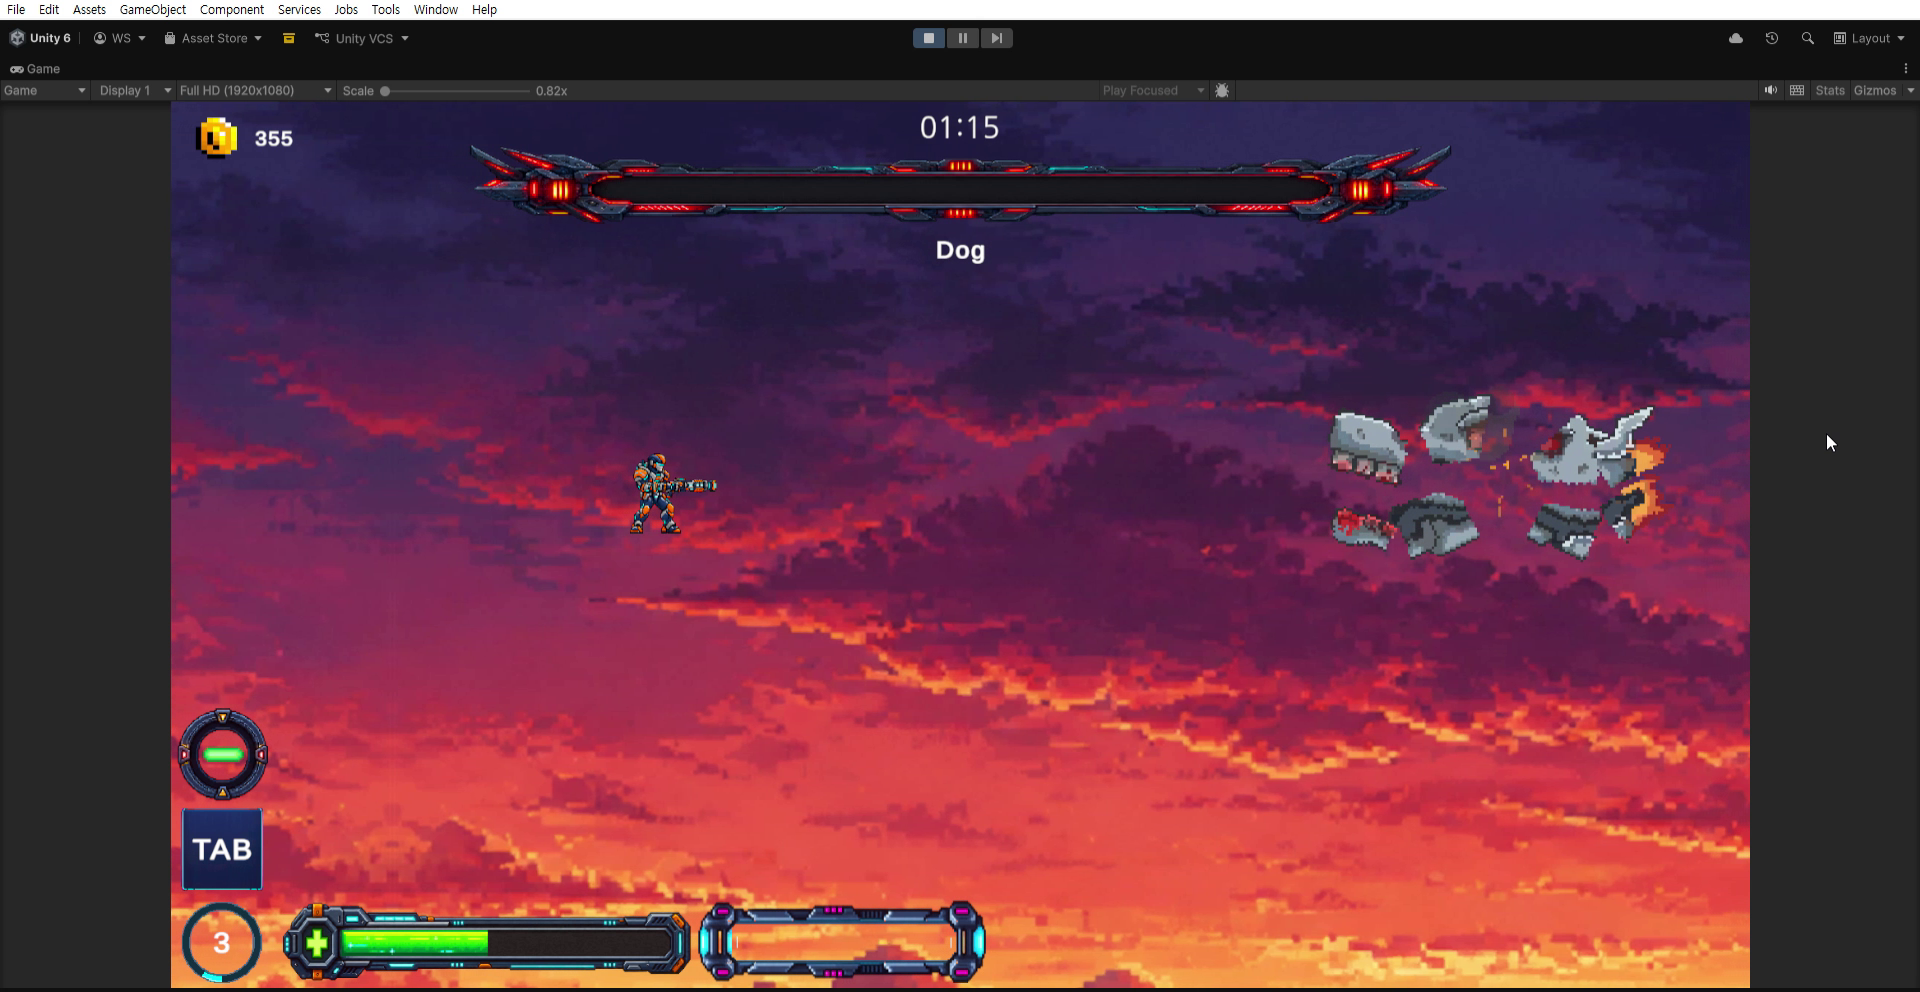 File Edit Assets GameObject Component Services Jobs Tools Window Help
Unity 6 WS Asset Store Unity VCS Layout
Game
Game Display 1 Full HD (1920x1080) Scale 0.82x Play Focused Stats Gizmos
355
01:15
Dog
TAB
3